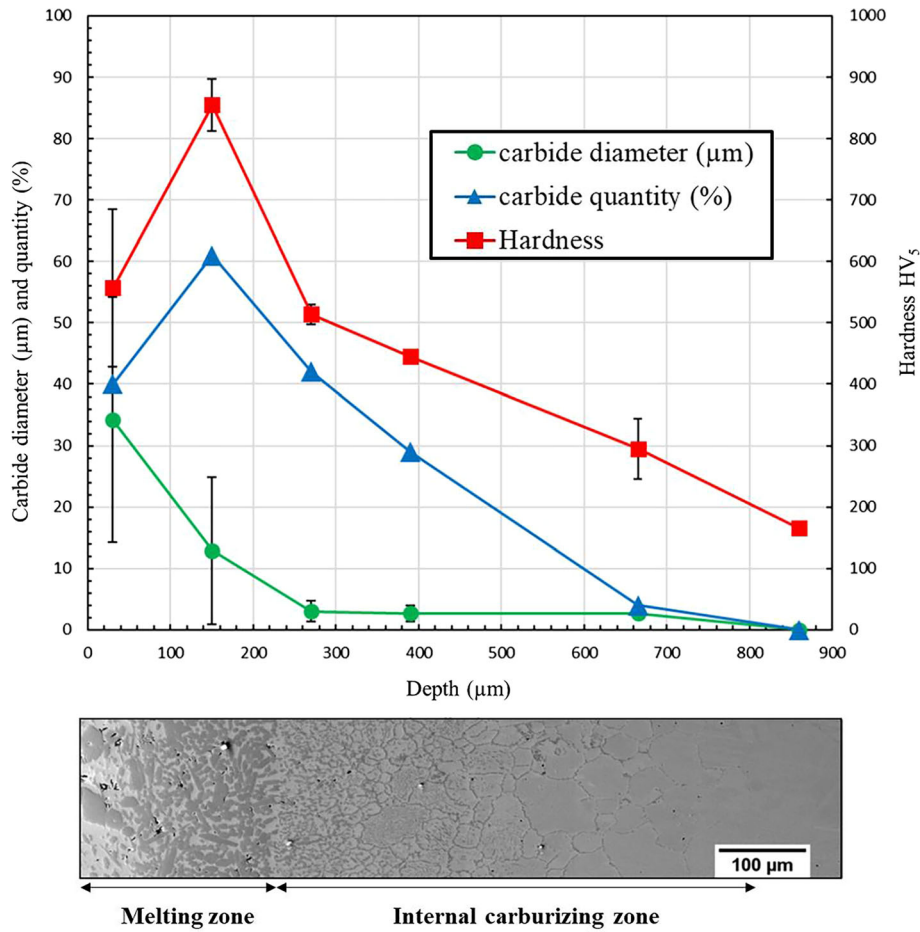 100
90
80
70
60
50
40
30
20
10
0
Carbide diameter (µm) and quantity (%)
1000
900
800
700
600
500
400
300
200
100
0
Hardness HV₅
carbide diameter (µm)
carbide quantity (%)
Hardness
0 100 200 300 400 500 600 700 800 900
Depth (µm)
100 µm
Melting zone
Internal carburizing zone